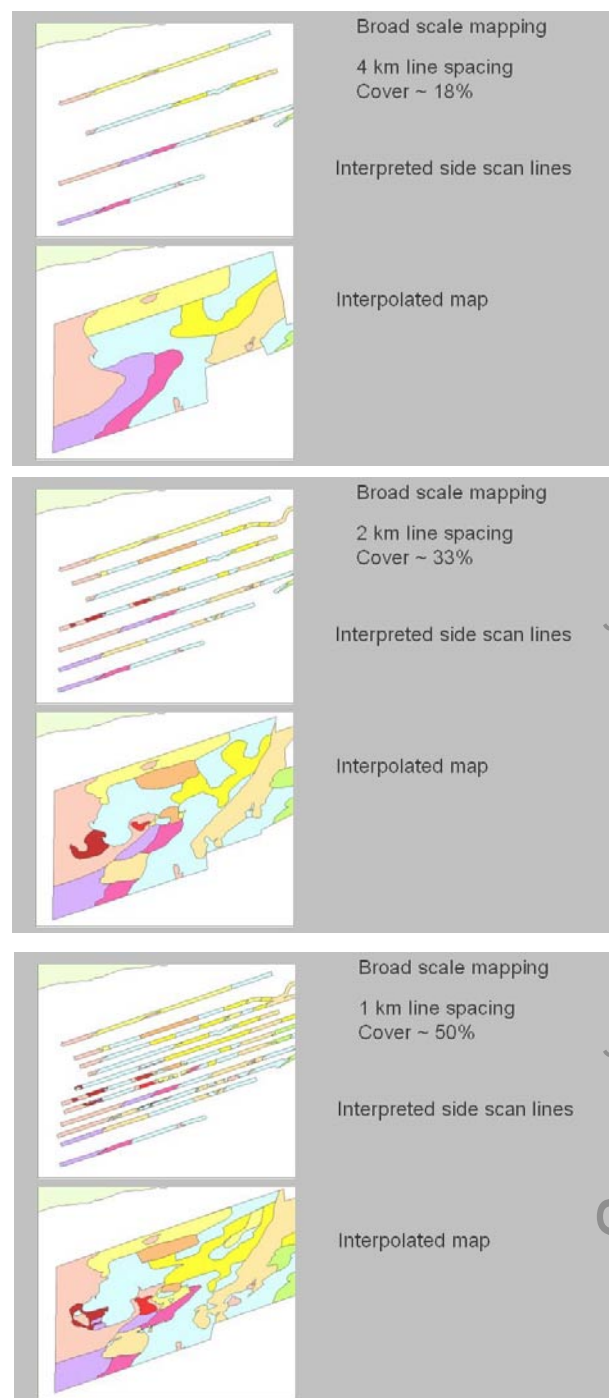 Broad scale mapping
4 km line spacing
Cover ~ 18%
Interpreted side scan lines
Interpolated map
Broad scale mapping
2 km line spacing
Cover ~ 33%
Interpreted side scan lines
Interpolated map
Broad scale mapping
1 km line spacing
Cover ~ 50%
Interpreted side scan lines
Interpolated map